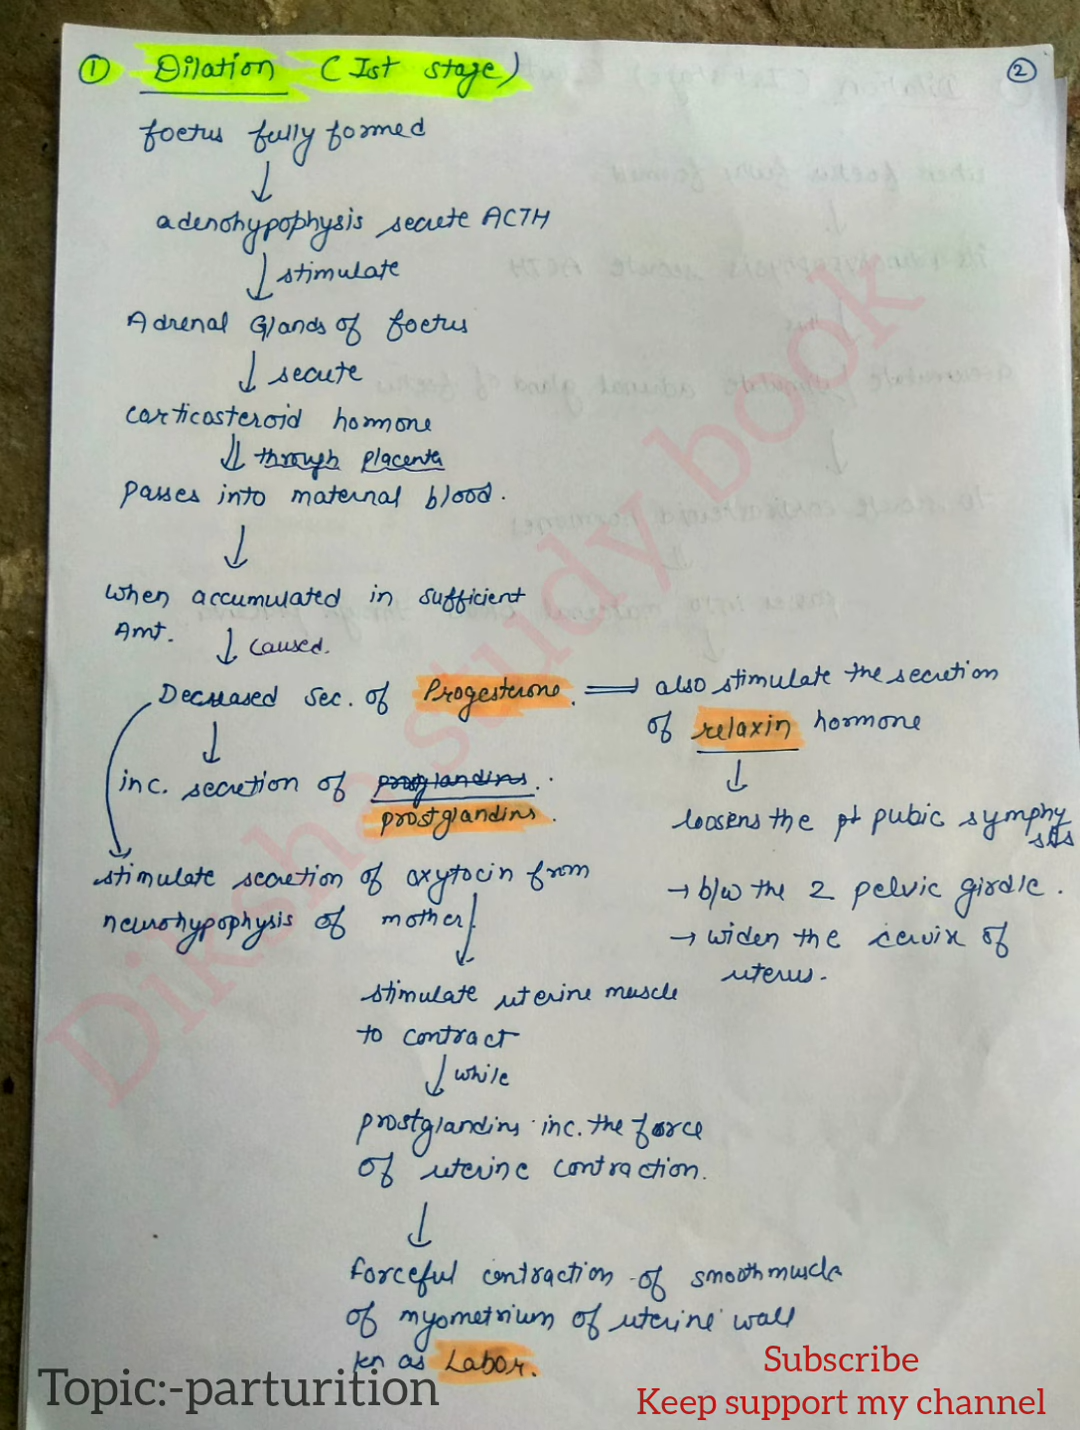 ① Dilation (Ist stage)
②
foetus fully formed
↓
adenohypophysis secrete ACTH
↓ stimulate
Adrenal Glands of foetus
↓ secrete
corticosteroid hormone
⇓ through placenta
Passes into maternal blood.
↓
When accumulated in sufficient
Amt.
↓ caused.
Decreased sec. of Progesterone. ⟹ also stimulate the secretion
of relaxin hormone
↓
loosens the pubic symphy
sis
→ b/w the 2 pelvic girdle.
→ widen the cervix of
uterus.
↓
inc. secretion of prostglandins.
prostglandins.
stimulate secretion of oxytocin from
neurohypophysis of mother
↓
stimulate uterine muscle
to contract
↓ while
prostglandins inc. the force
of uterine contraction.
↓
forceful contraction of smooth muscle
of myometrium of uterine wall
kn as Labor.
Diksha study book
Topic:-parturition
Subscribe
Keep support my channel